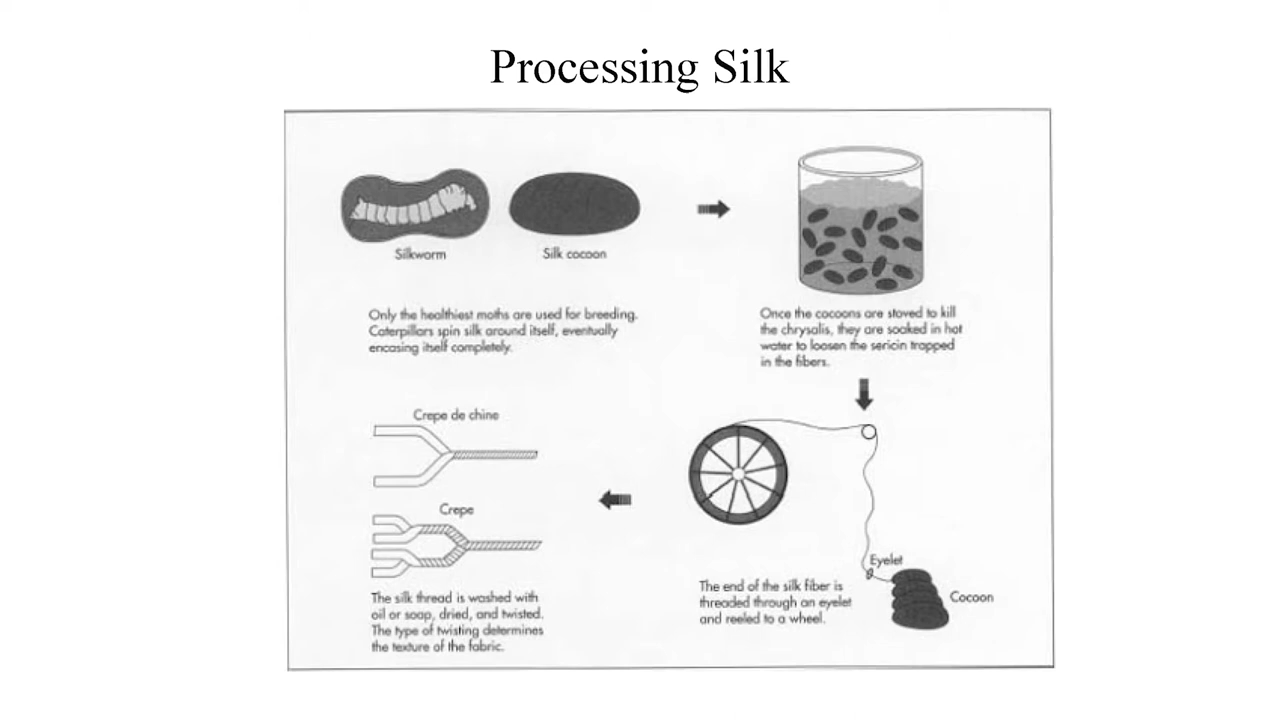 Processing Silk
Silkworm
Silk cocoon
Only the healthiest moths are used for breeding.
Caterpillars spin silk around itself, eventually
encasing itself completely.
Once the cocoons are stoved to kill
the chrysalis, they are soaked in hot
water to loosen the sericin trapped
in the fibers.
Eyelet
Cocoon
The end of the silk fiber is
threaded through an eyelet
and reeled to a wheel.
Crepe de chine
Crepe
The silk thread is washed with
oil or soap, dried, and twisted.
The type of twisting determines
the texture of the fabric.